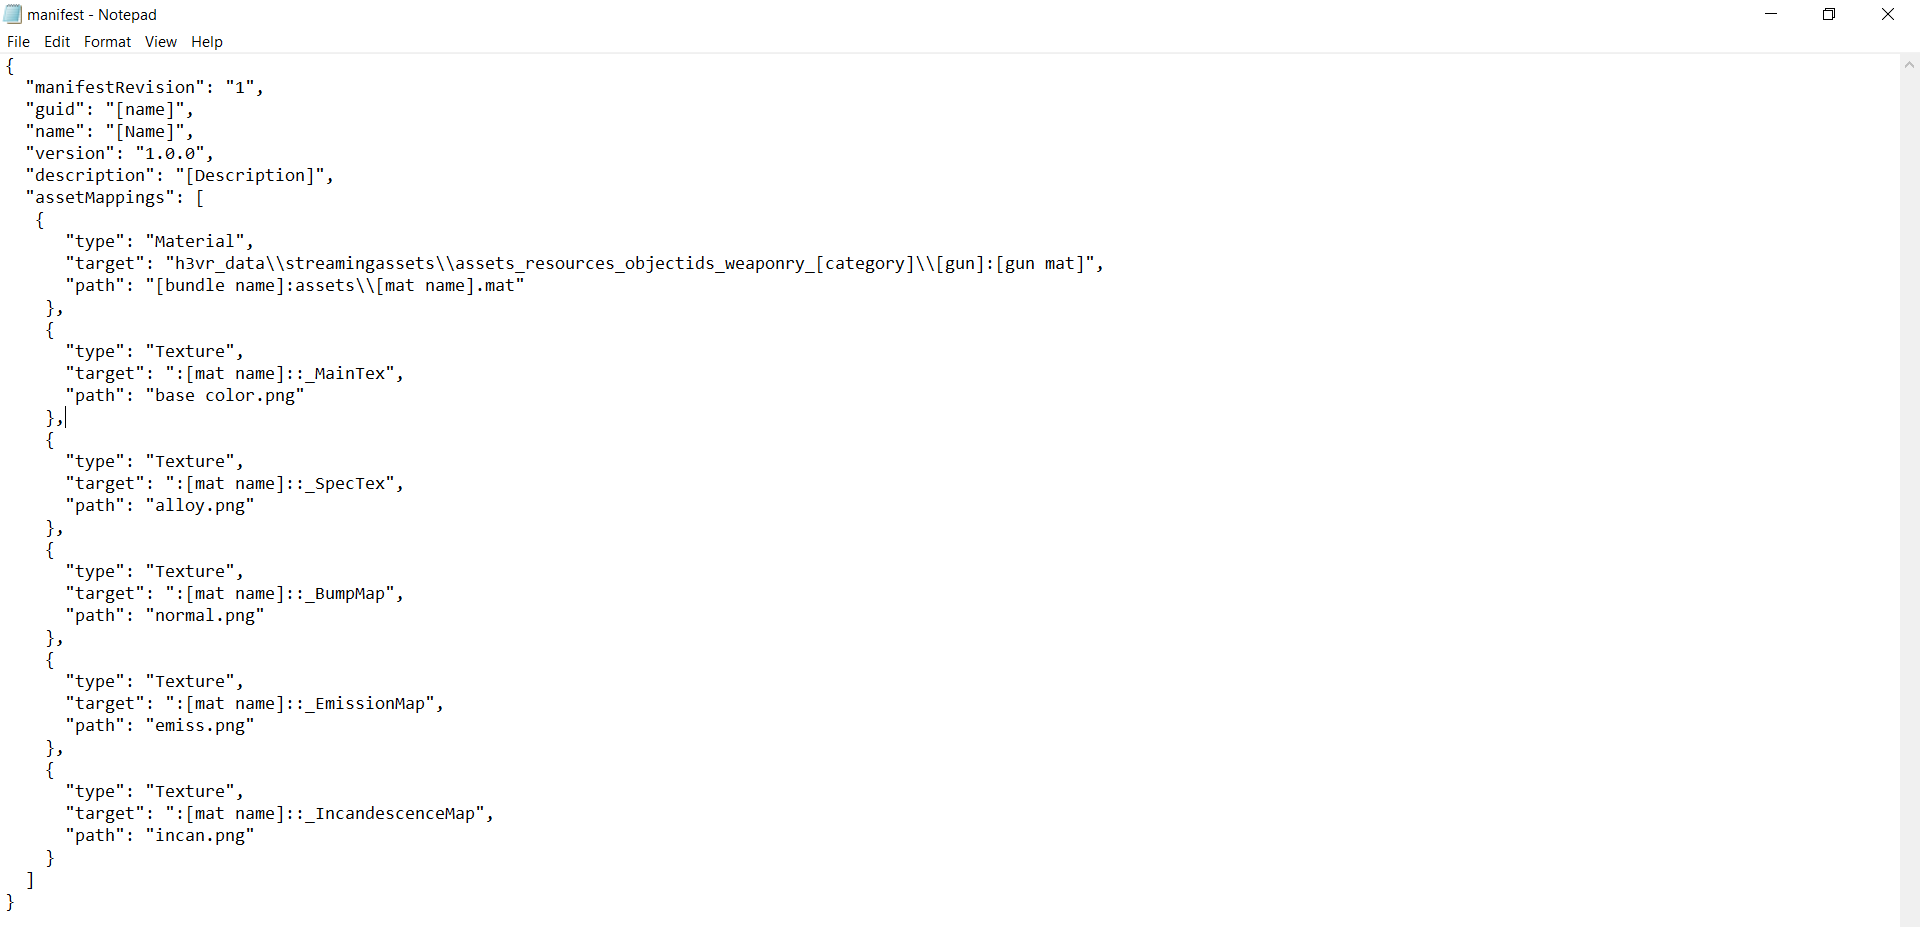 manifest - Notepad
File Edit Format View Help
{
  "manifestRevision": "1",
  "guid": "[name]",
  "name": "[Name]",
  "version": "1.0.0",
  "description": "[Description]",
  "assetMappings": [
   {
      "type": "Material",
      "target": "h3vr_data\\streamingassets\\assets_resources_objectids_weaponry_[category]\\[gun]:[gun mat]",
      "path": "[bundle name]:assets\\[mat name].mat"
    },
    {
      "type": "Texture",
      "target": ":[mat name]::_MainTex",
      "path": "base color.png"
    },
    {
      "type": "Texture",
      "target": ":[mat name]::_SpecTex",
      "path": "alloy.png"
    },
    {
      "type": "Texture",
      "target": ":[mat name]::_BumpMap",
      "path": "normal.png"
    },
    {
      "type": "Texture",
      "target": ":[mat name]::_EmissionMap",
      "path": "emiss.png"
    },
    {
      "type": "Texture",
      "target": ":[mat name]::_IncandescenceMap",
      "path": "incan.png"
    }
  ]
}